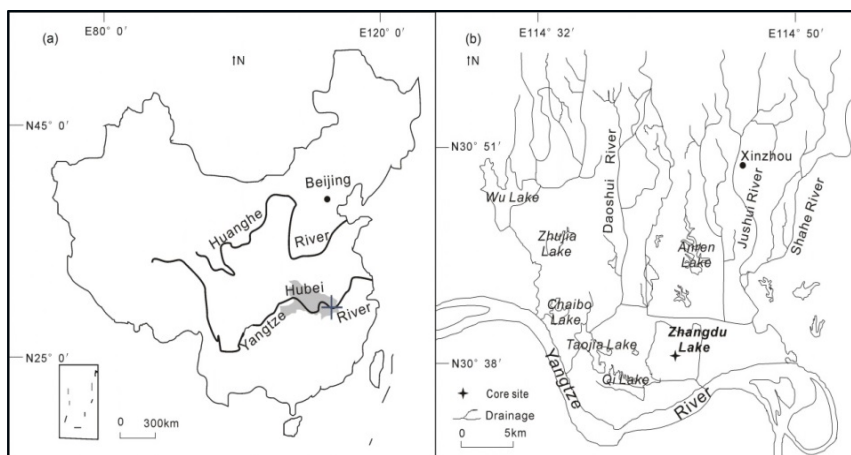 E80° 0′
E120° 0′
(a)
↑N
N45° 0′
Beijing
Huanghe
River
Hubei
Yangtze
River
N25° 0′
0 300km
E114° 32′
E114° 50′
(b)
↑N
N30° 51′
Daoshui River
Xinzhou
Wu Lake
Jushui River
Shahe River
Zhujia
Lake
Anren
Lake
Chaibo
Lake
Zhangdu
Lake
Taojia Lake
N30° 38′
Yangtze
Qi Lake
River
Core site
Drainage
0 5km